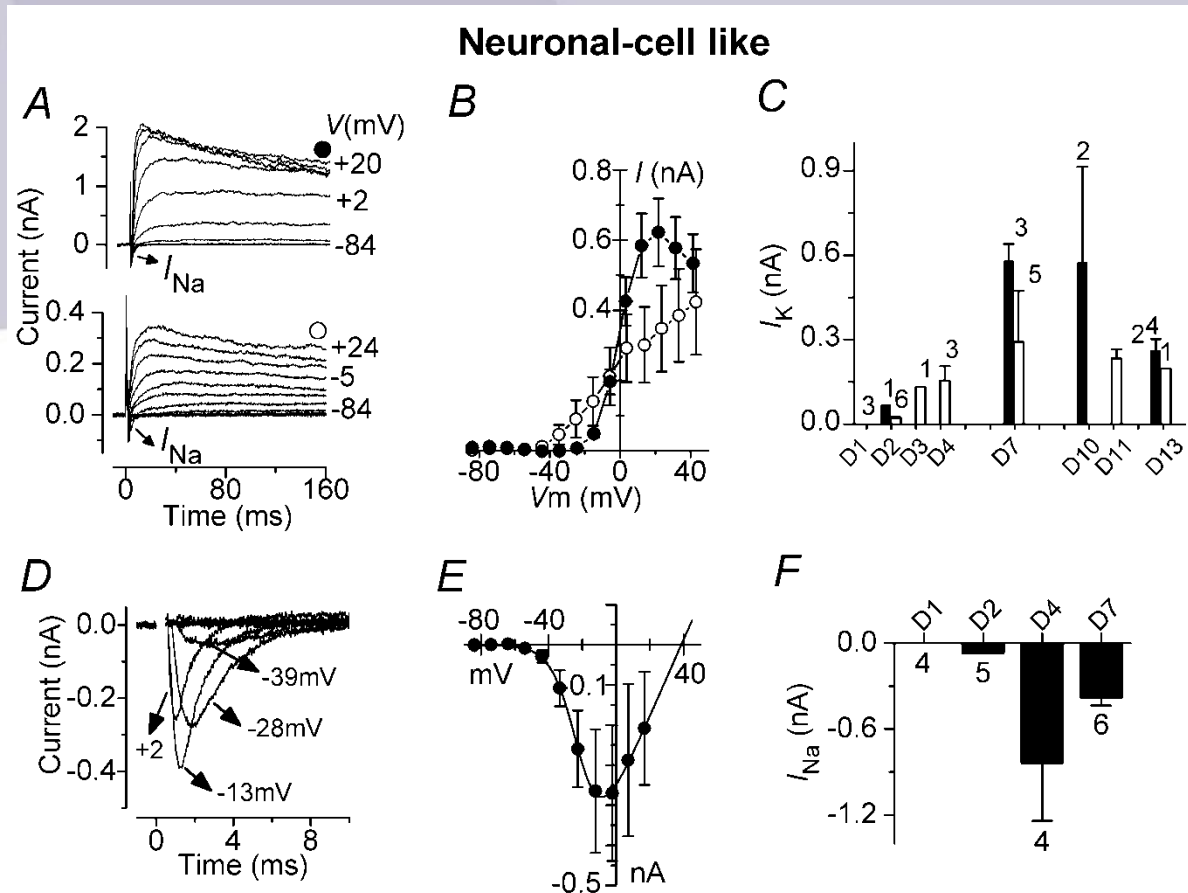 Neuronal-cell like
A
V(mV)
Current (nA)
2
1
0
+20
+2
-84
I Na
0.4
0.2
0.0
+24
-5
-84
I Na
0 80 160
Time (ms)
B
I (nA)
0.8
0.6
0.4
-80 -40 0 40
Vm (mV)
C
I K (nA)
0.9
0.6
0.3
0.0
3
1
6
1
3
3
5
2
2
4
1
D1
D2
D3
D4
D7
D10
D11
D13
D
Current (nA)
0.0
-0.2
-0.4
-39mV
-28mV
+2
-13mV
0 4 8
Time (ms)
E
-80 -40
mV
40
0.1
-0.5
nA
F
D1
D2
D4
D7
I Na (nA)
0.0
-0.6
-1.2
4
5
4
6